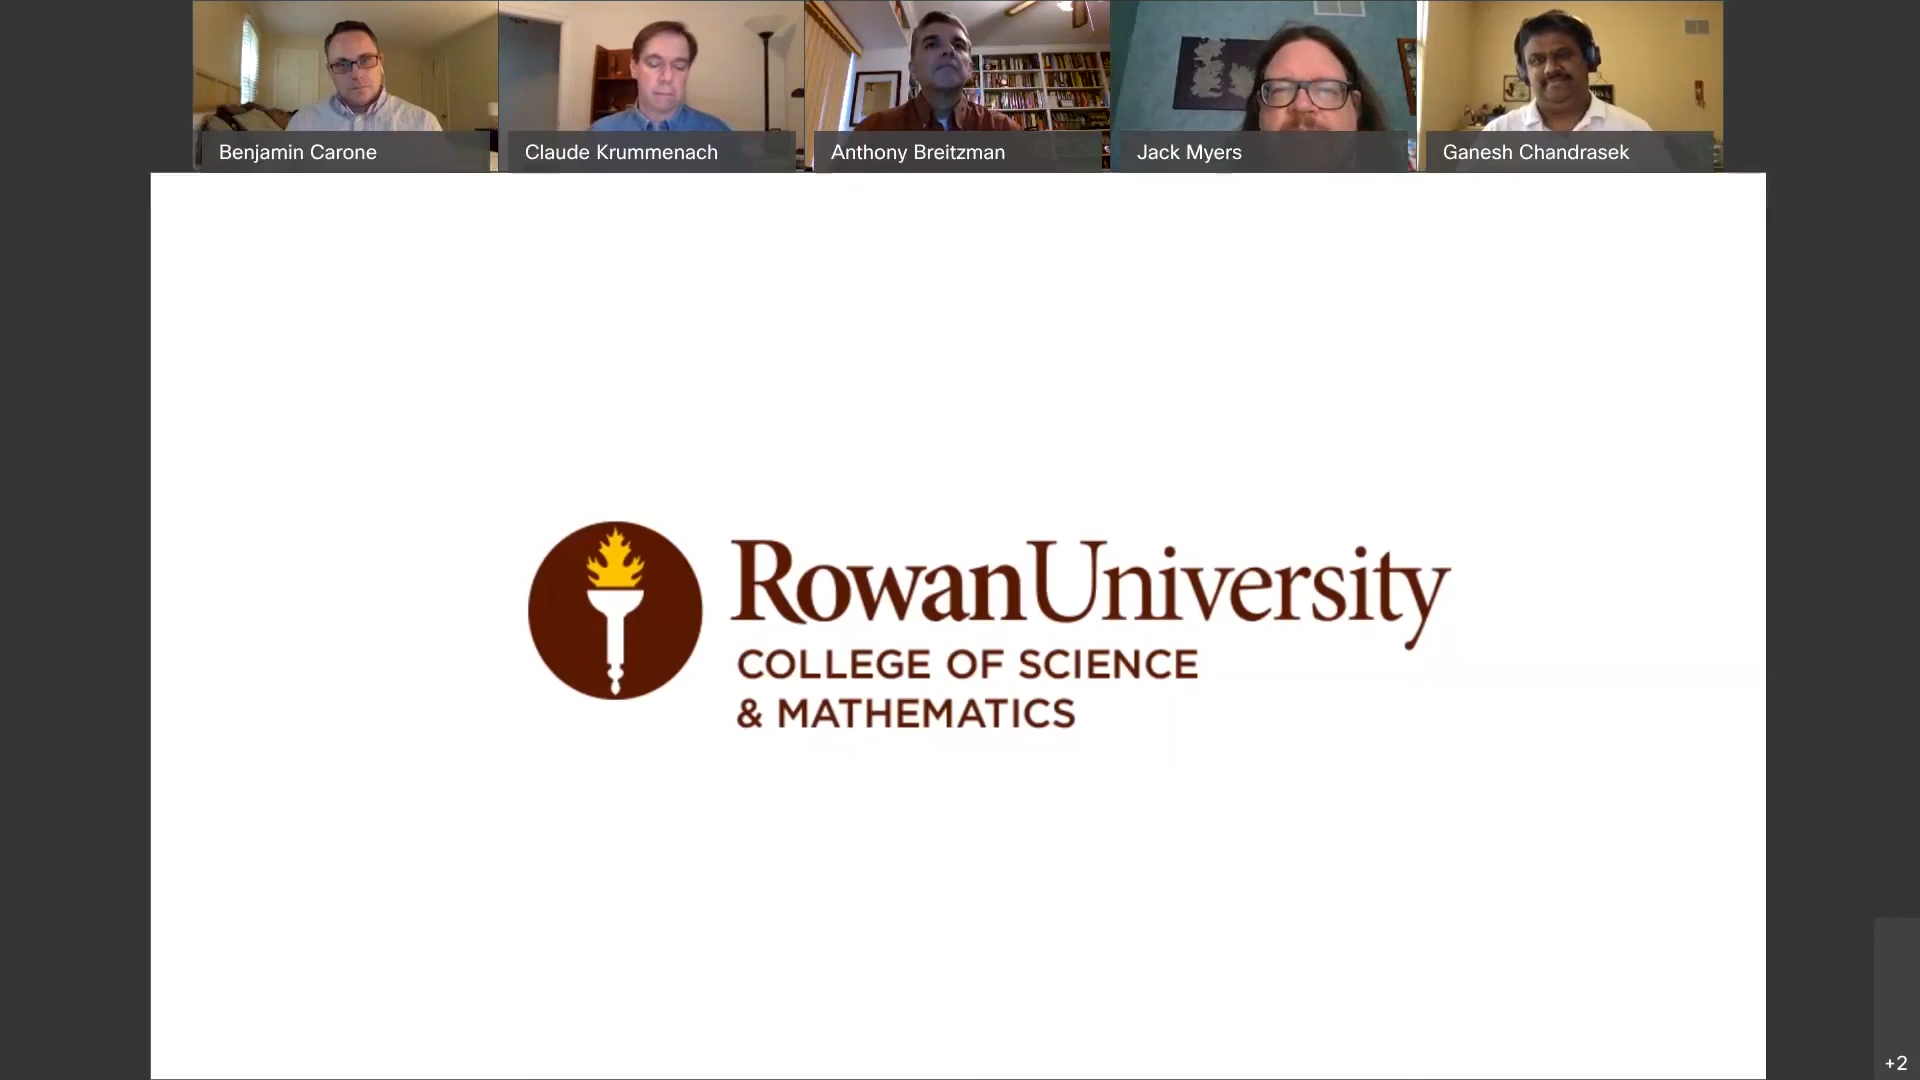 Benjamin Carone
Claude Krummenach
Anthony Breitzman
Jack Myers
Ganesh Chandrasek
RowanUniversity
COLLEGE OF SCIENCE
& MATHEMATICS
+2